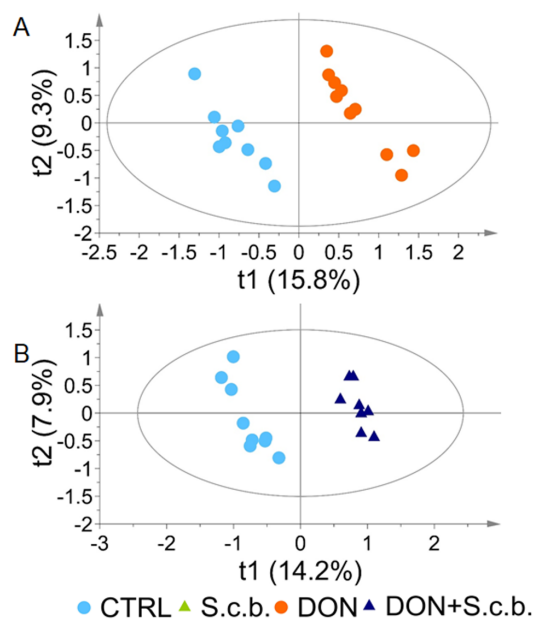 A
1.5
1
0.5
0
-0.5
-1
-1.5
-2
t2 (9.3%)
-2.5 -2 -1.5 -1 -0.5 0 0.5 1 1.5 2
t1 (15.8%)
B
1.5
1
0.5
0
-0.5
-1
-1.5
-2
t2 (7.9%)
-3 -2 -1 0 1 2
t1 (14.2%)
CTRL S.c.b. DON DON+S.c.b.